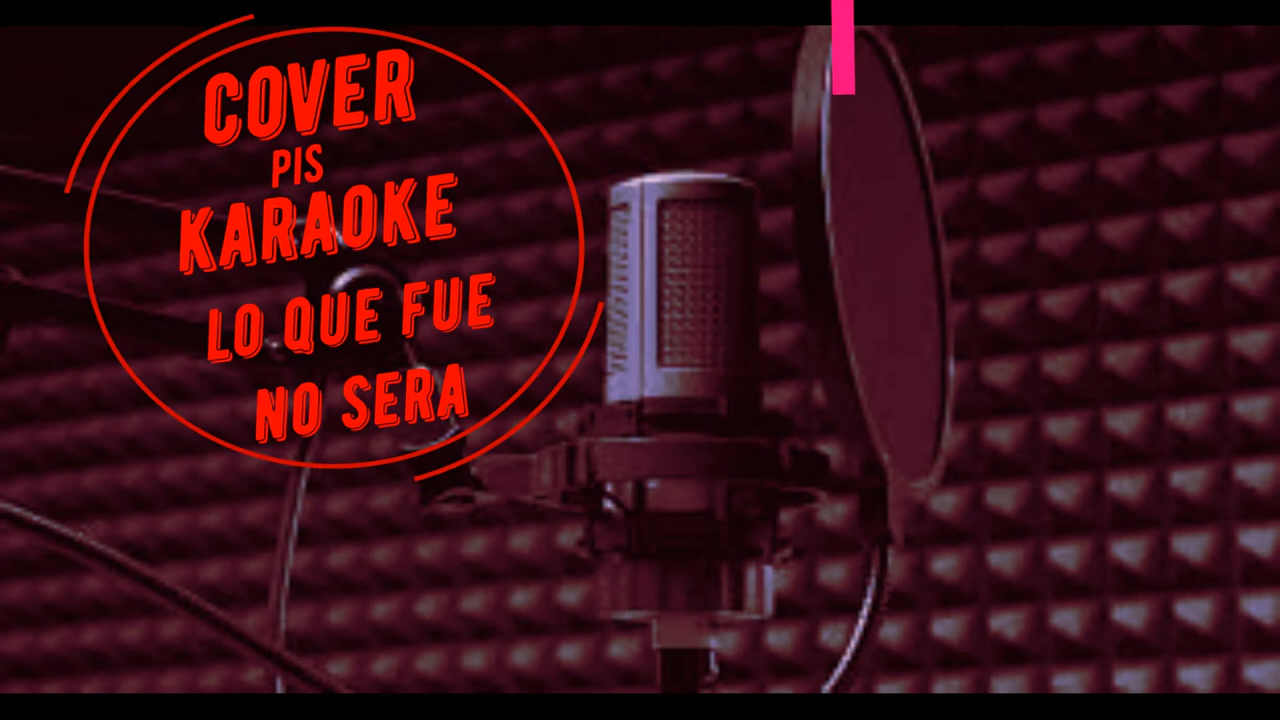 COVER
PIS
KARAOKE
LO QUE FUE
NO SERA